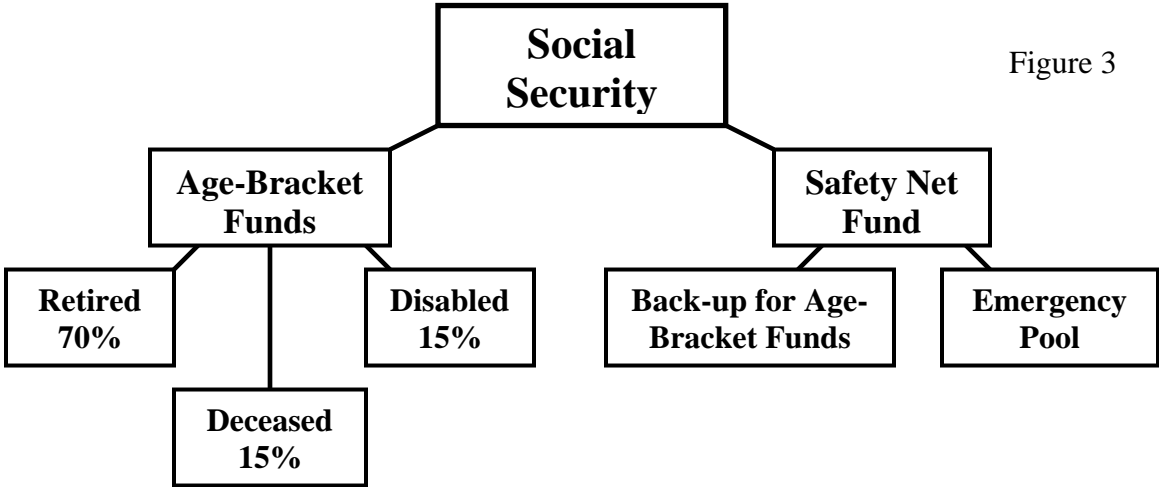 Social
Security
Figure 3
Age-Bracket
Funds
Safety Net
Fund
Retired
70%
Disabled
15%
Back-up for Age-
Bracket Funds
Emergency
Pool
Deceased
15%